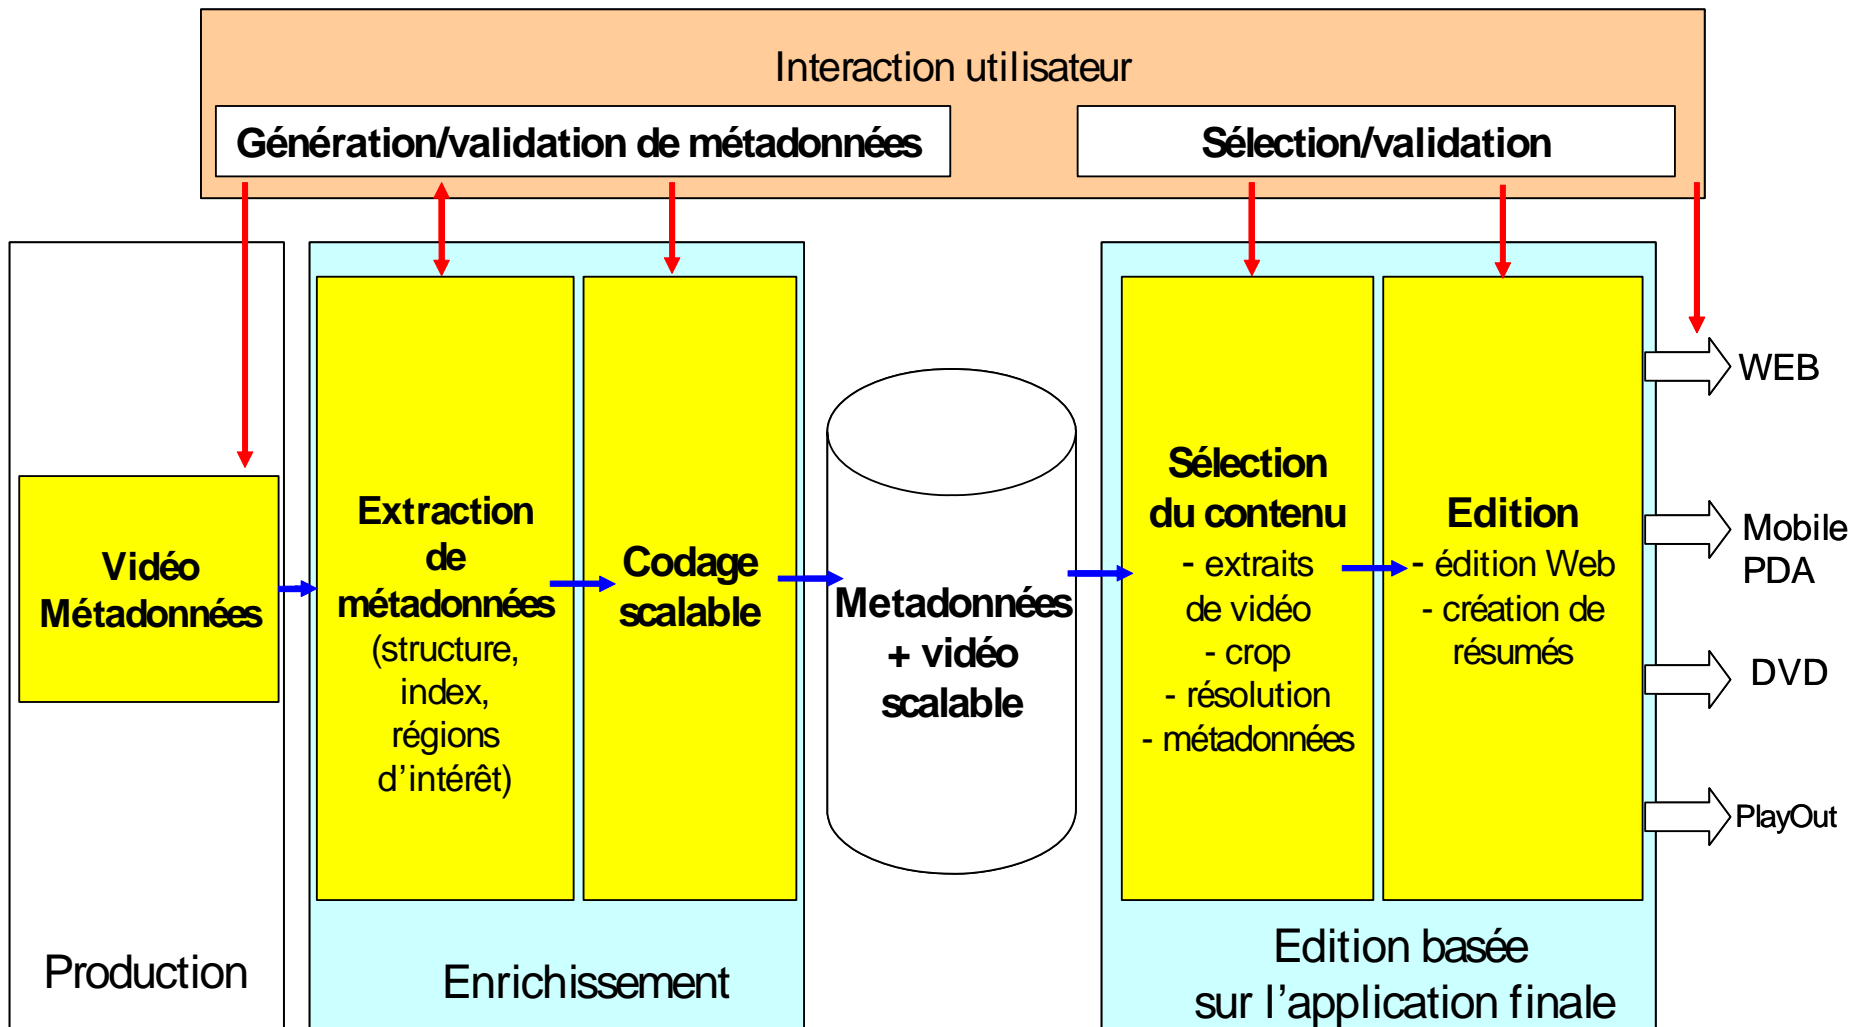 Interaction utilisateur
Génération/validation de métadonnées
Sélection/validation
Vidéo
Métadonnées
Production
Extraction
de
métadonnées
(structure,
index,
régions
d'intérêt)
Codage
scalable
Enrichissement
Metadonnées
+ vidéo
scalable
Sélection
du contenu
- extraits
de vidéo
- crop
- résolution
- métadonnées
Edition
- édition Web
- création de
résumés
Edition basée
sur l'application finale
WEB
Mobile
PDA
DVD
PlayOut